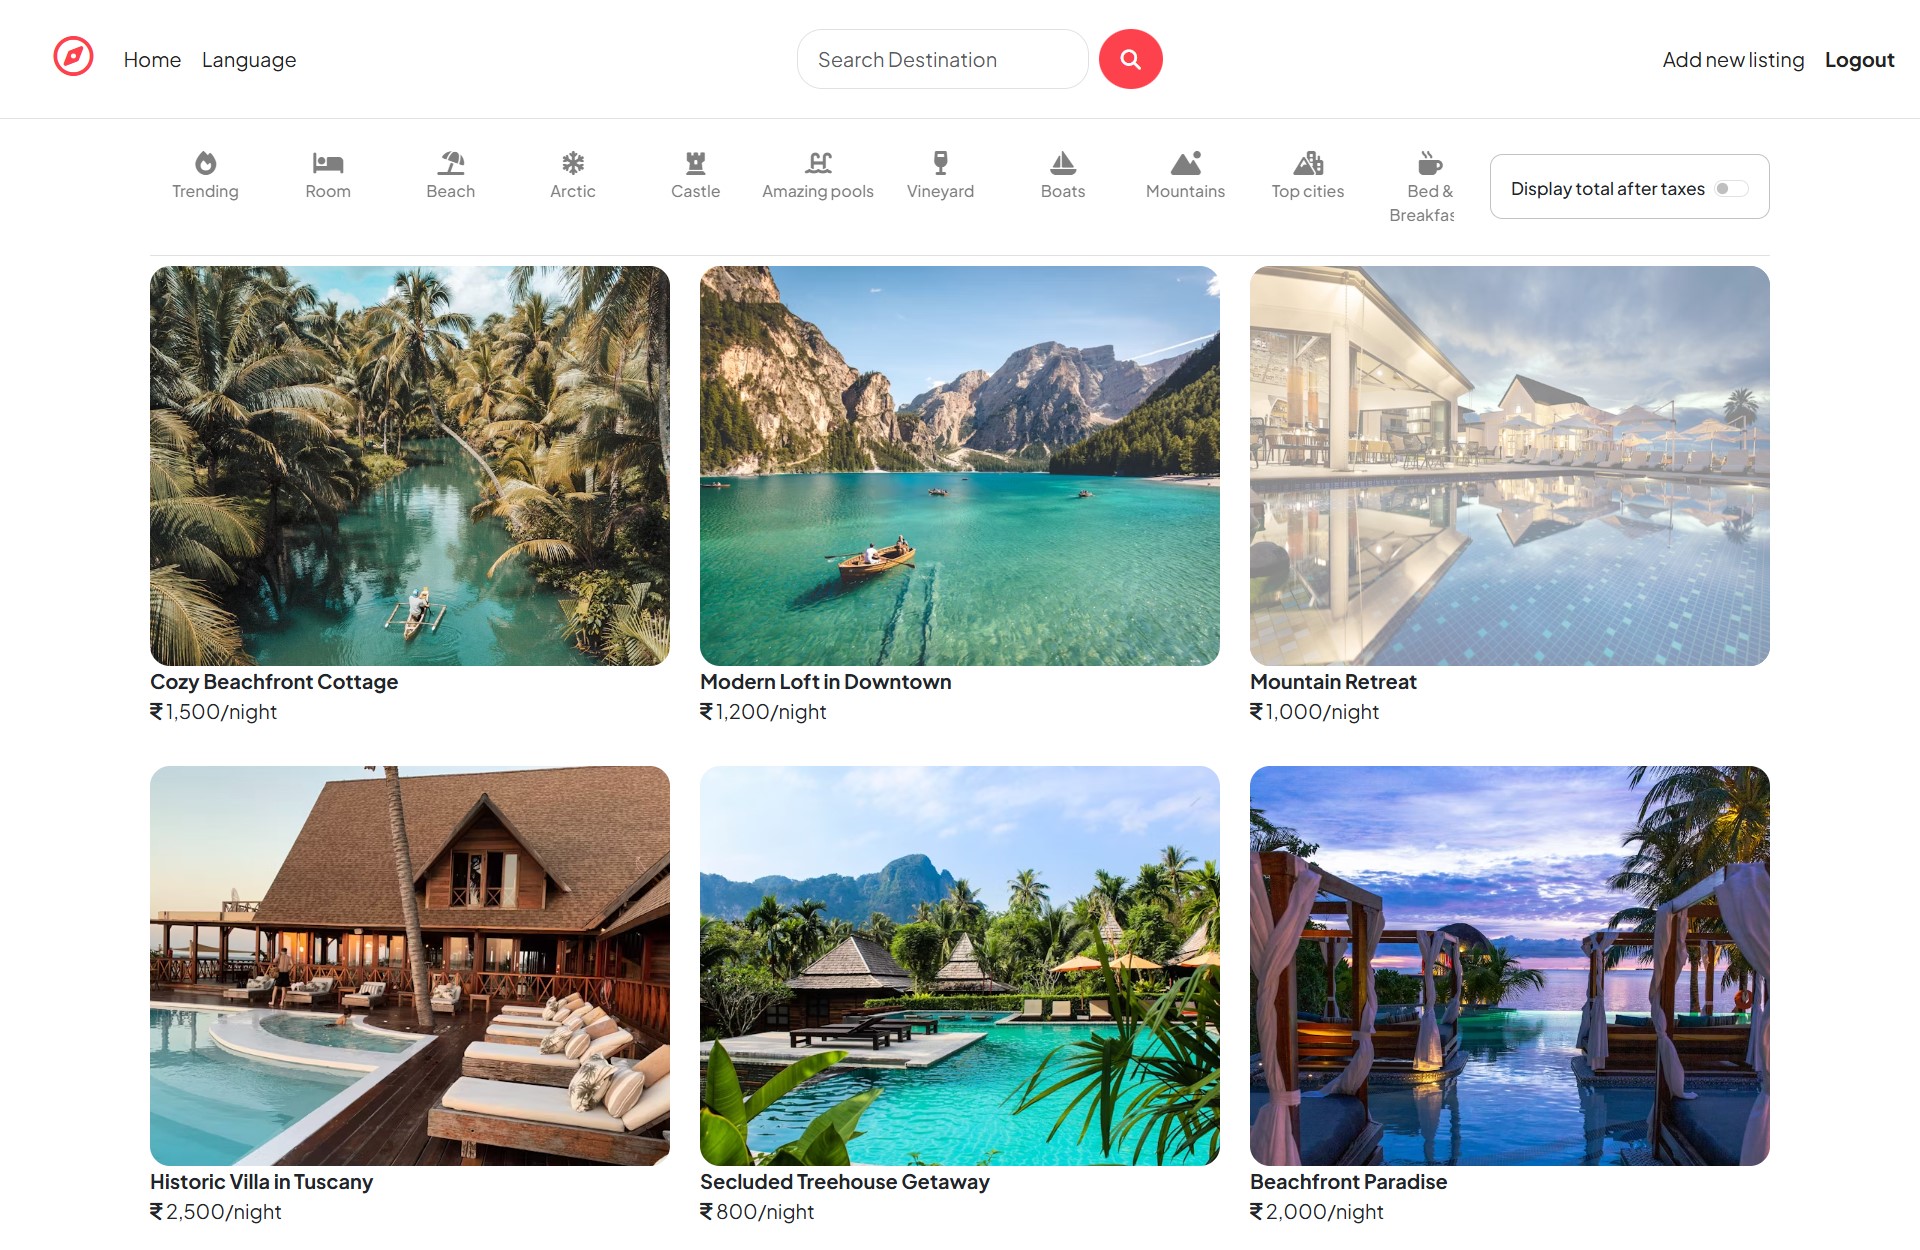 Home Language Search Destination Add new listing Logout
Trending Room Beach Arctic Castle Amazing pools Vineyard Boats Mountains Top cities Bed &
Breakfas
Display total after taxes
Cozy Beachfront Cottage
₹1,500/night
Modern Loft in Downtown
₹1,200/night
Mountain Retreat
₹1,000/night
Historic Villa in Tuscany
₹2,500/night
Secluded Treehouse Getaway
₹800/night
Beachfront Paradise
₹2,000/night